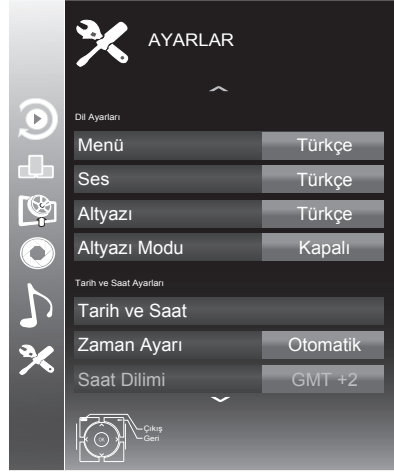 AYARLAR
Dil Ayarları
Menü Türkçe
Ses Türkçe
Altyazı Türkçe
Altyazı Modu Kapalı
Tarih ve Saat Ayarları
Tarih ve Saat
Zaman Ayarı Otomatik
Saat Dilimi GMT +2
Çıkış
Geri
OK